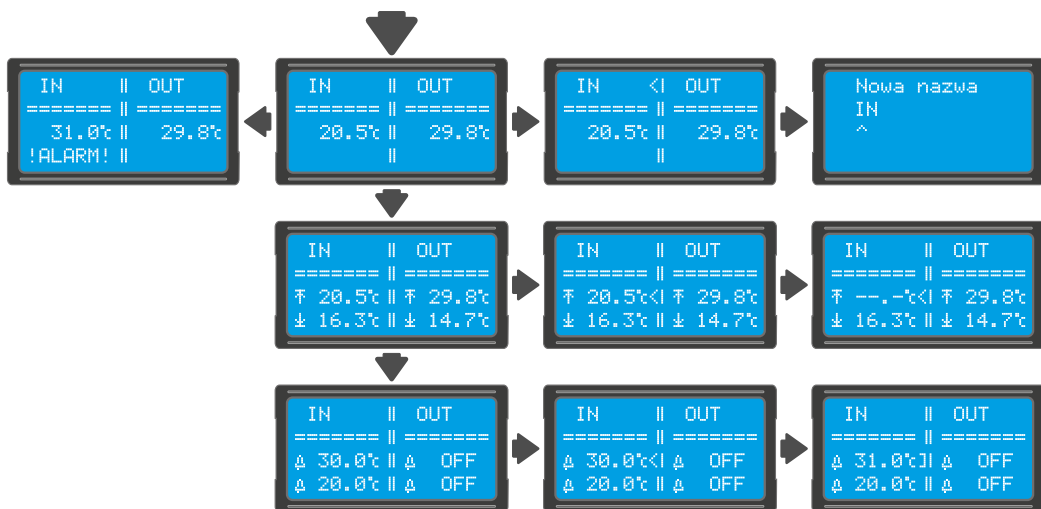 IN || OUT
======= || =======
31.0℃ || 29.8℃
!ALARM! ||
IN || OUT
======= || =======
20.5℃ || 29.8℃
||
IN <| OUT
======= || =======
20.5℃ || 29.8℃
||
Nowa nazwa
IN
^
IN || OUT
======= || =======
⤒ 20.5℃ || ⤒ 29.8℃
⤓ 16.3℃ || ⤓ 14.7℃
IN || OUT
======= || =======
⤒ 20.5℃<| ⤒ 29.8℃
⤓ 16.3℃ || ⤓ 14.7℃
IN || OUT
======= || =======
⤒ --.-℃<| ⤒ 29.8℃
⤓ 16.3℃ || ⤓ 14.7℃
IN || OUT
======= || =======
🔔 30.0℃ || 🔔 OFF
🔔 20.0℃ || 🔔 OFF
IN || OUT
======= || =======
🔔 30.0℃<| 🔔 OFF
🔔 20.0℃ || 🔔 OFF
IN || OUT
======= || =======
🔔 31.0℃]| 🔔 OFF
🔔 20.0℃ || 🔔 OFF